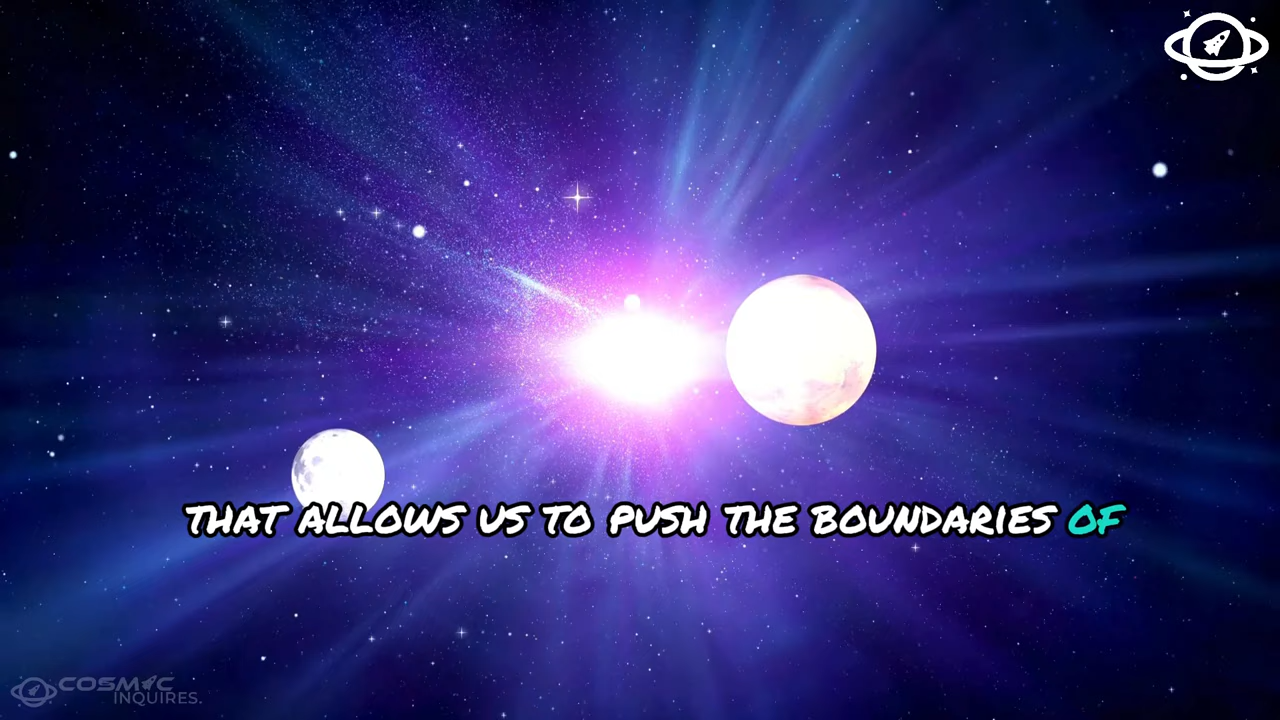 THAT ALLOWS US TO PUSH THE BOUNDARIES OF
COSMIC
INQUIRES.